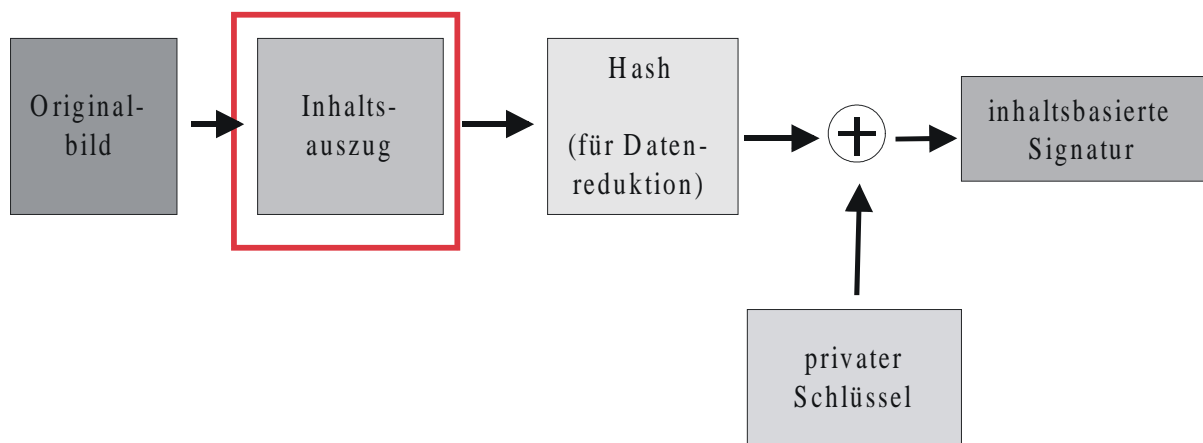 Original-
bild
Inhalts-
auszug
Hash
(für Daten-
reduktion)
inhaltsbasierte
Signatur
privater
Schlüssel